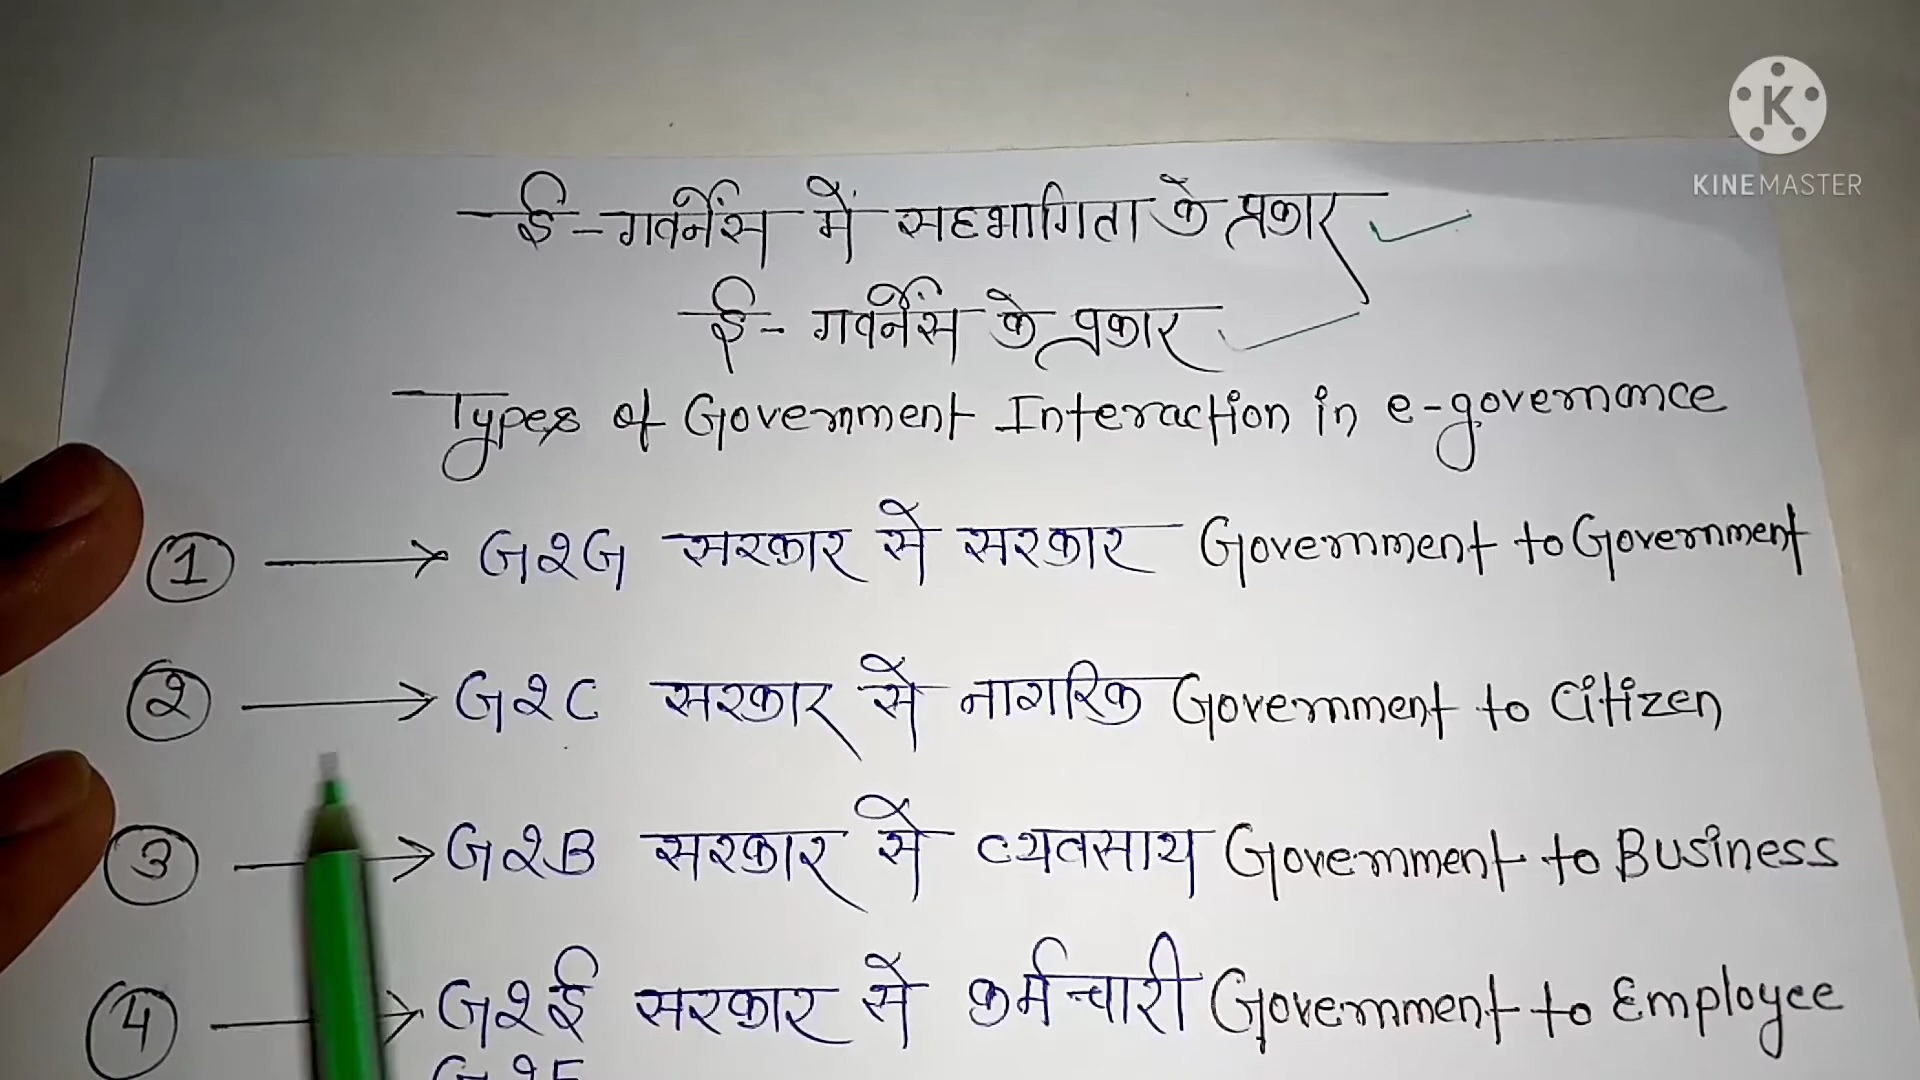 K
KINEMASTER
ई-गवर्नेंस में सहभागिता के प्रकार
ई- गवर्नेंस के प्रकार
Types of Government Interaction in e-governance
1 → G2G सरकार से सरकार Government to Government
2 → G2C सरकार से नागरिक Government to Citizen
3 → G2B सरकार से व्यवसाय Government to Business
4 → G2ई सरकार से कर्मचारी Government to Employee
G2E